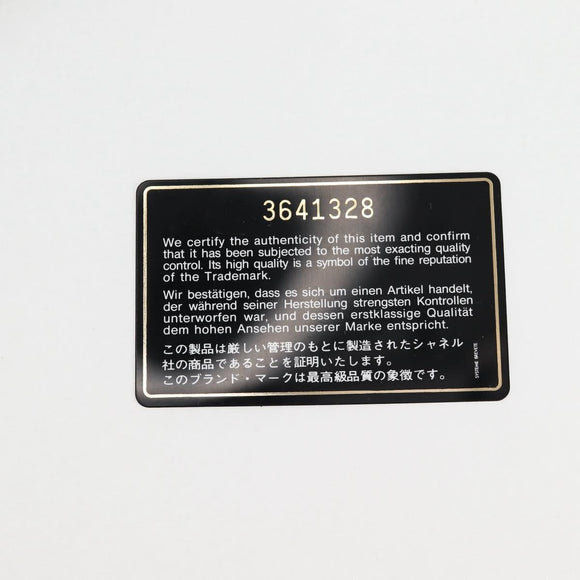 3641328
We certify the authenticity of this item and confirm
that it has been subjected to the most exacting quality
control. Its high quality is a symbol of the fine reputation
of the Trademark.
Wir bestätigen, dass es sich um einen Artikel handelt,
der während seiner Herstellung strengsten Kontrollen
unterworfen war, und dessen erstklassige Qualität
dem hohen Ansehen unserer Marke entspricht.
この製品は厳しい管理のもとに製造されたシャネル
社の商品であることを証明いたします。
このブランド・マークは最高級品質の象徴です。